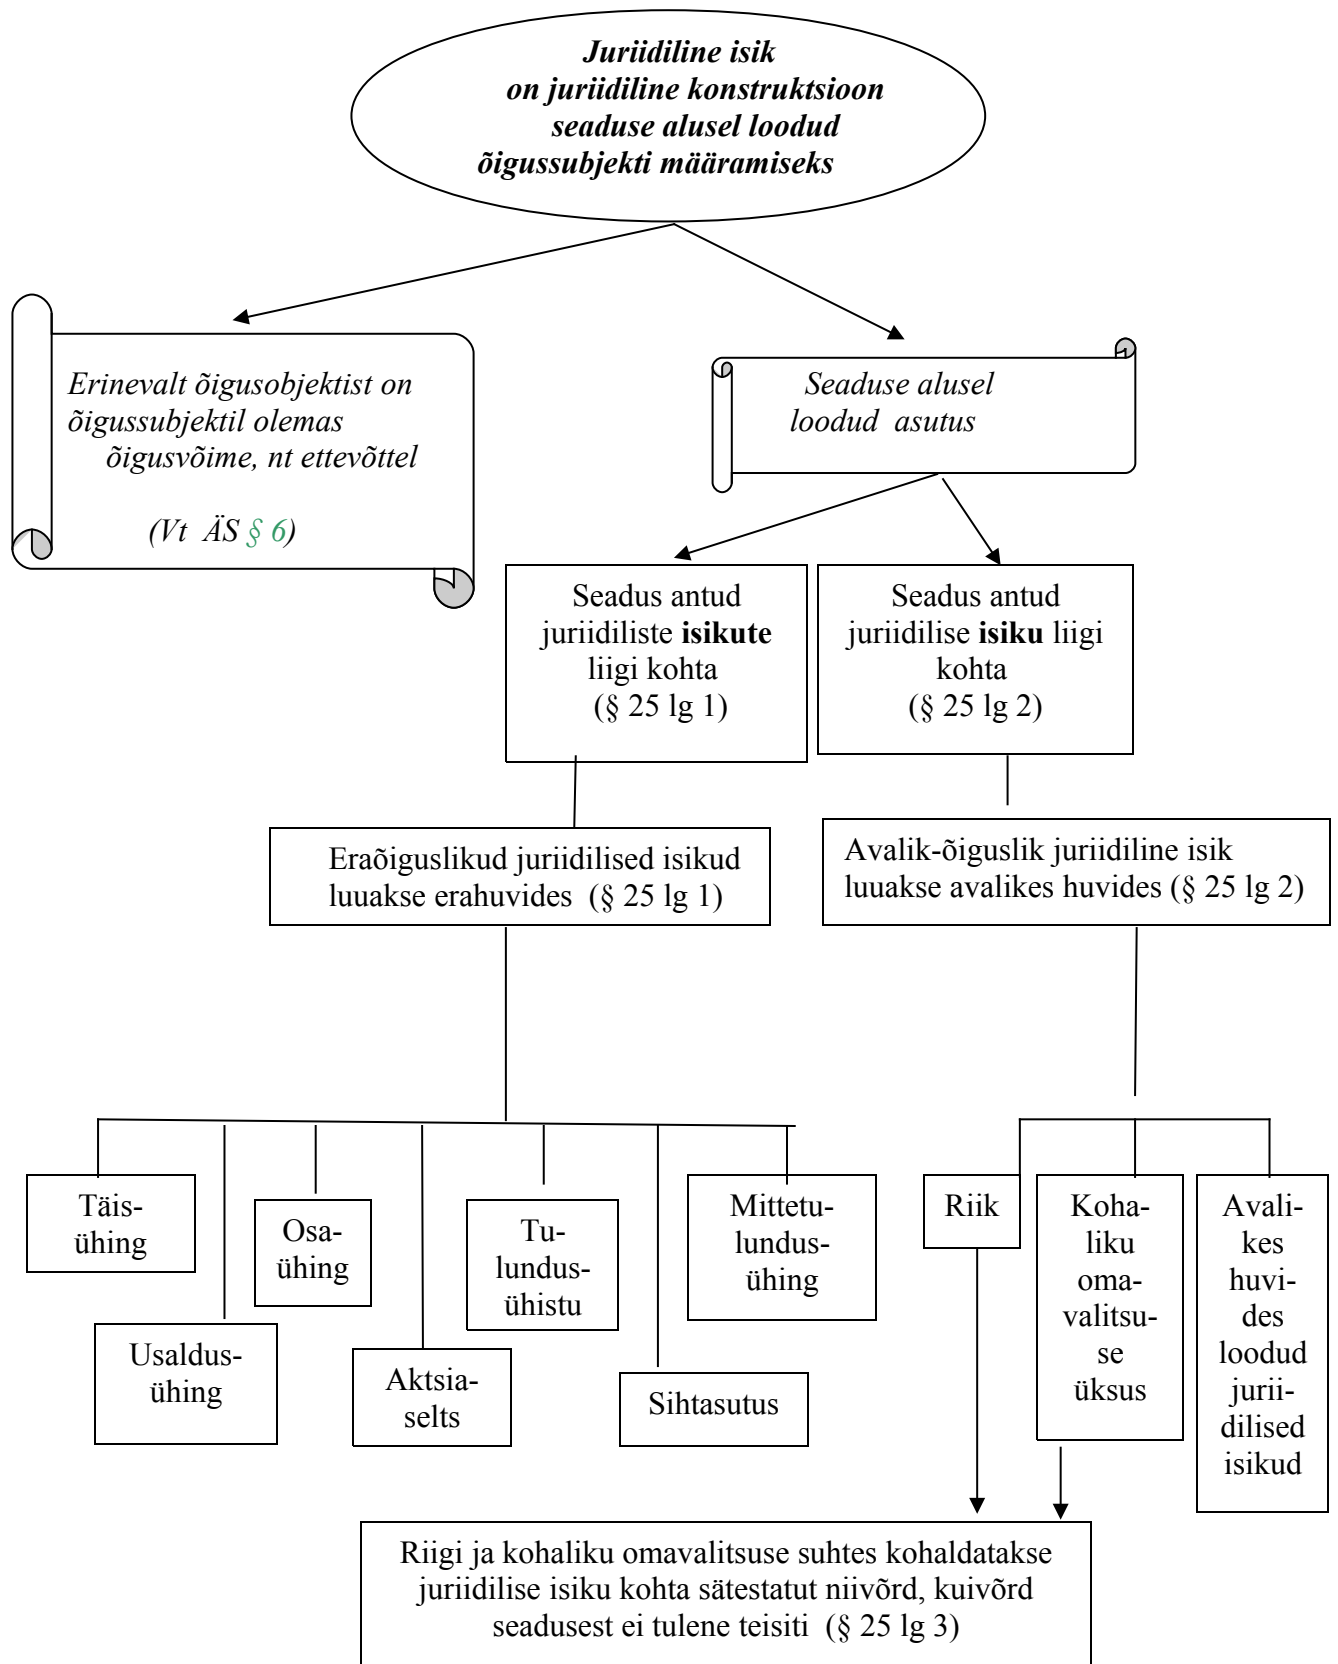 Juriidiline isik
on juriidiline konstruktsioon
seaduse alusel loodud
õigussubjekti määramiseks
Erinevalt õigusobjektist on
õigussubjektil olemas
õigusvõime, nt ettevõttel
(Vt ÄS § 6)
Seaduse alusel
loodud asutus
Seadus antud
juriidiliste isikute
liigi kohta
(§ 25 lg 1)
Seadus antud
juriidilise isiku liigi
kohta
(§ 25 lg 2)
Eraõiguslikud juriidilised isikud
luuakse erahuvides (§ 25 lg 1)
Avalik-õiguslik juriidiline isik
luuakse avalikes huvides (§ 25 lg 2)
Täis-
ühing
Usaldus-
ühing
Osa-
ühing
Aktsia-
selts
Tu-
lundus-
ühistu
Sihtasutus
Mittetu-
lundus-
ühing
Riik
Koha-
liku
oma-
valitsu-
se
üksus
Avali-
kes
huvi-
des
loodud
jurii-
dilised
isikud
Riigi ja kohaliku omavalitsuse suhtes kohaldatakse
juriidilise isiku kohta sätestatut niivõrd, kuivõrd
seadusest ei tulene teisiti (§ 25 lg 3)